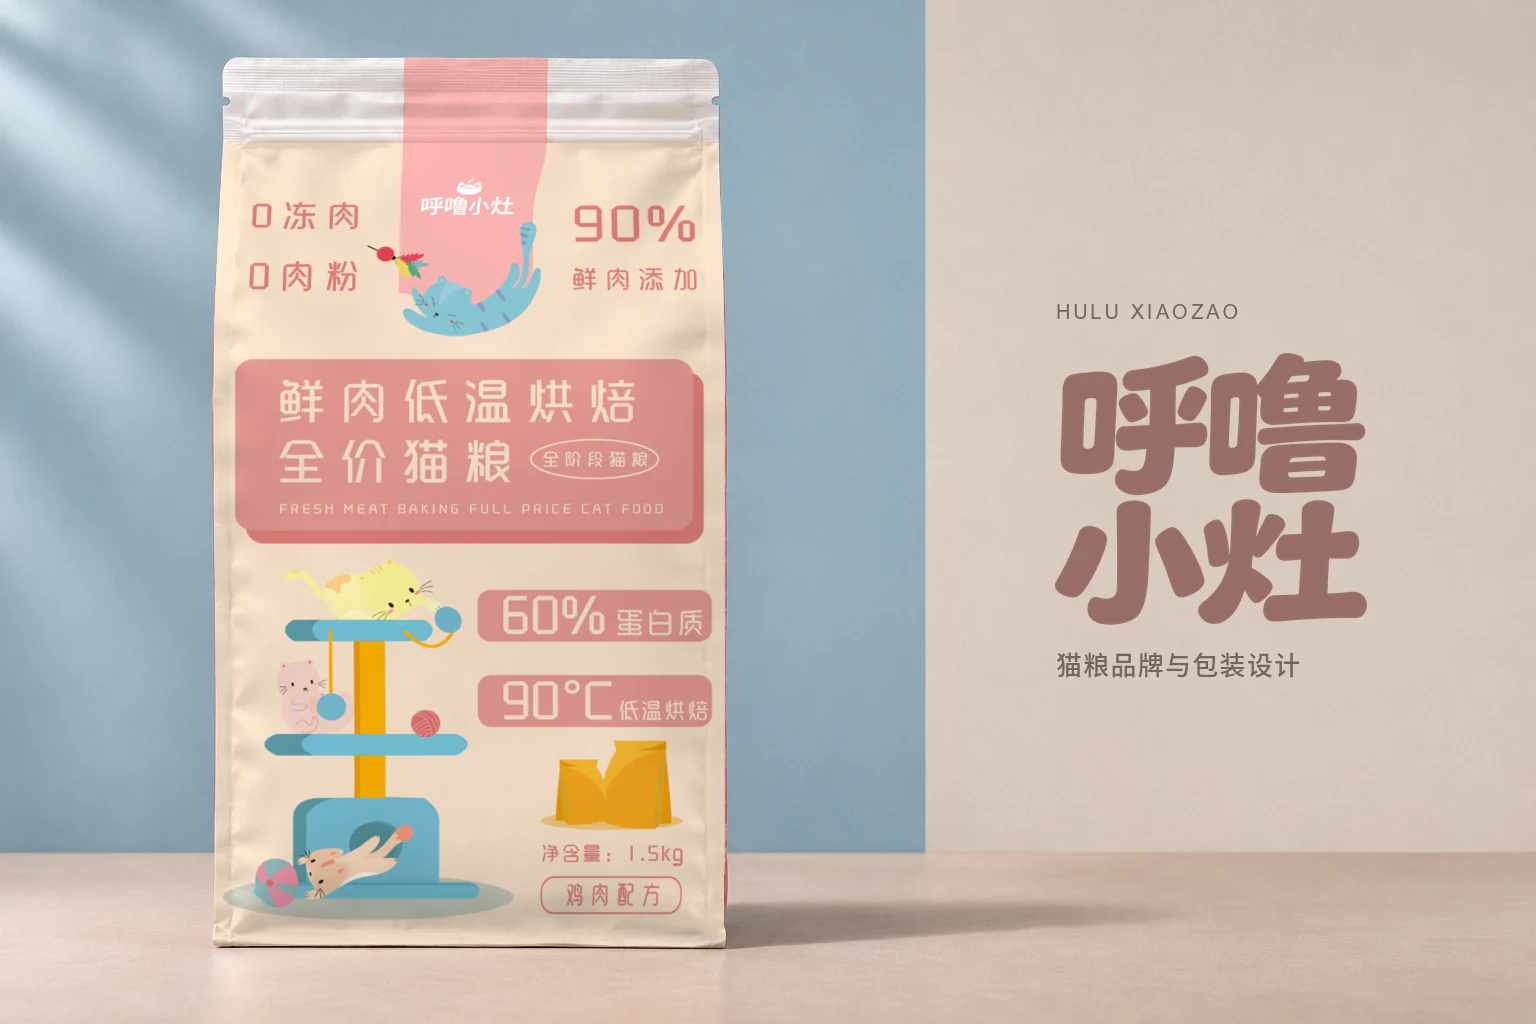 呼噜小灶
0冻肉
0肉粉
90%
鲜肉添加
鲜肉低温烘焙
全价猫粮 全阶段猫粮
FRESH MEAT BAKING FULL PRICE CAT FOOD
60% 蛋白质
90°C 低温烘焙
净含量：1.5kg
鸡肉配方
HULU XIAOZAO
呼噜
小灶
猫粮品牌与包装设计